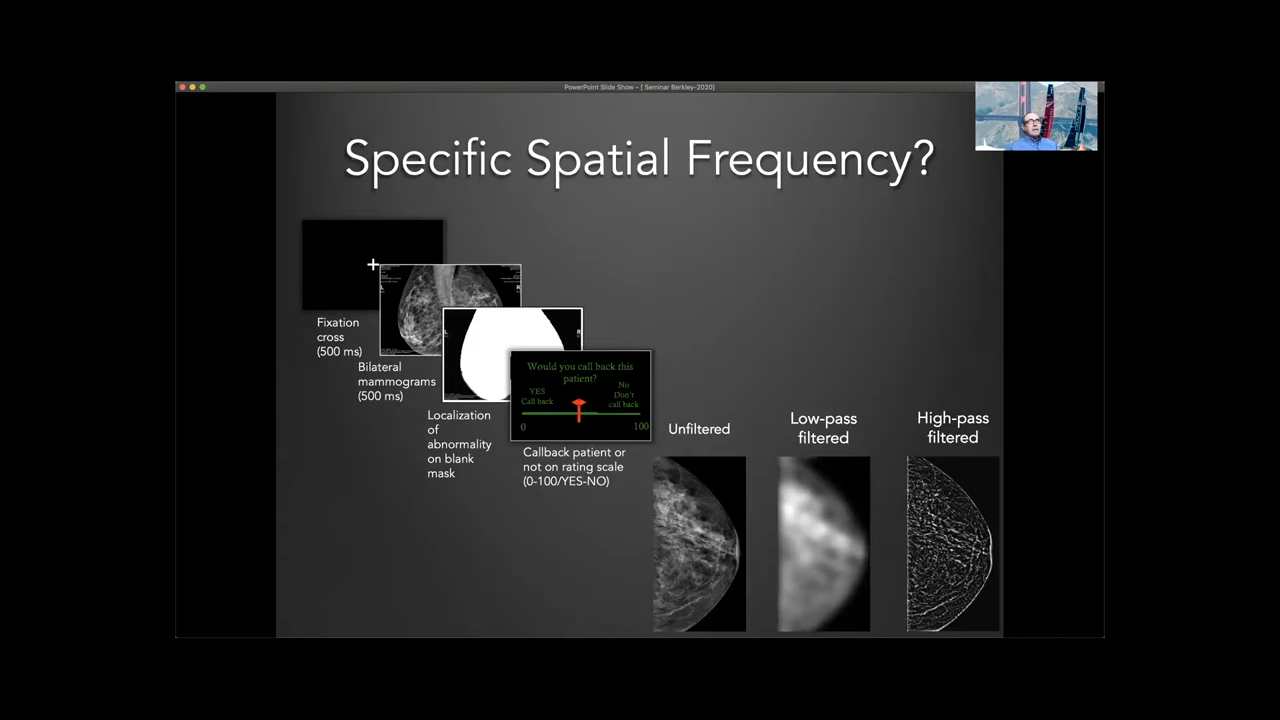 PowerPoint Slide Show - [ Seminar Berkley-2020]
Specific Spatial Frequency?
Fixation
cross
(500 ms)
L
R
Bilateral
mammograms
(500 ms)
L
R
Localization
of
abnormality
on blank
mask
Would you call back this
patient?
YES
Call back
No
Don't
call back
0
100
Callback patient or
not on rating scale
(0-100/YES-NO)
Unfiltered
Low-pass
filtered
High-pass
filtered